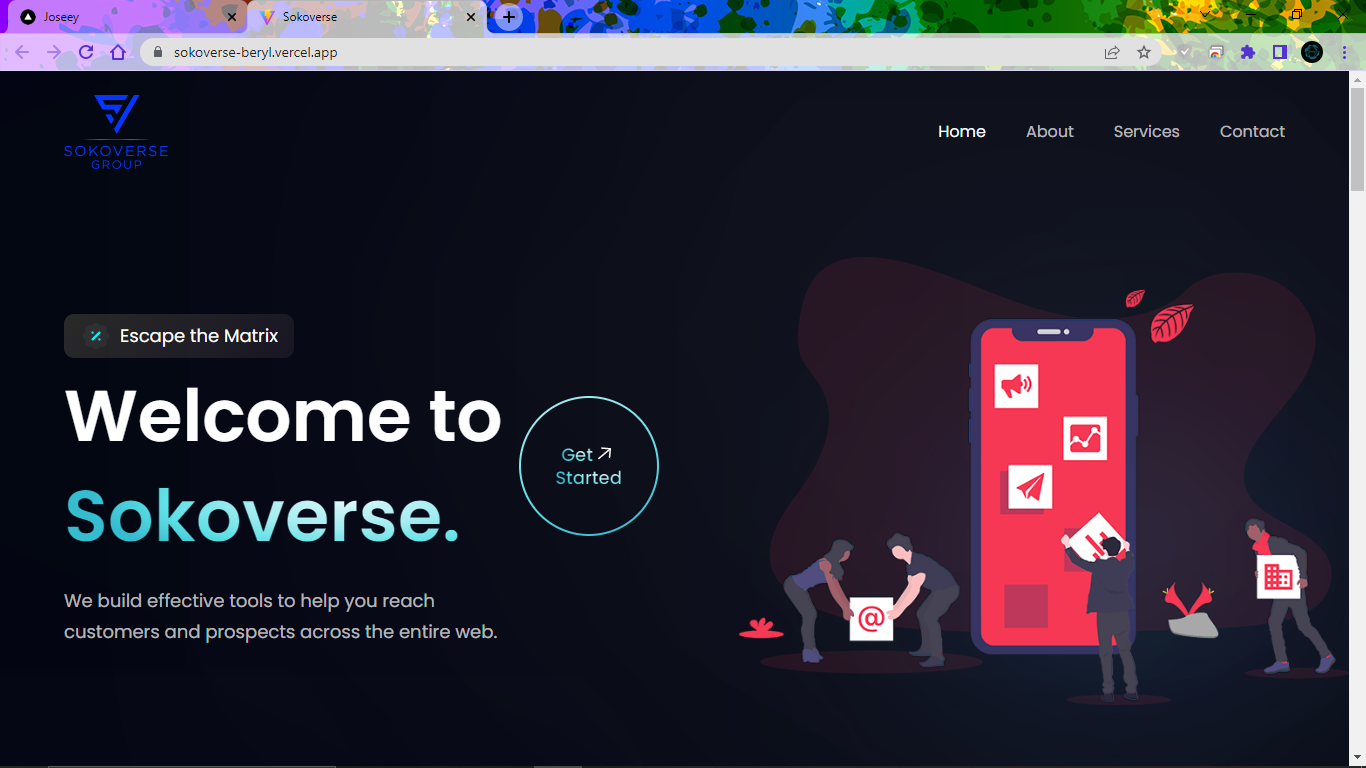 Joseey
Sokoverse
sokoverse-beryl.vercel.app
SOKOVERSE
GROUP
Home About Services Contact
Escape the Matrix
Welcome to
Sokoverse.
Get
Started
We build effective tools to help you reach
customers and prospects across the entire web.
@